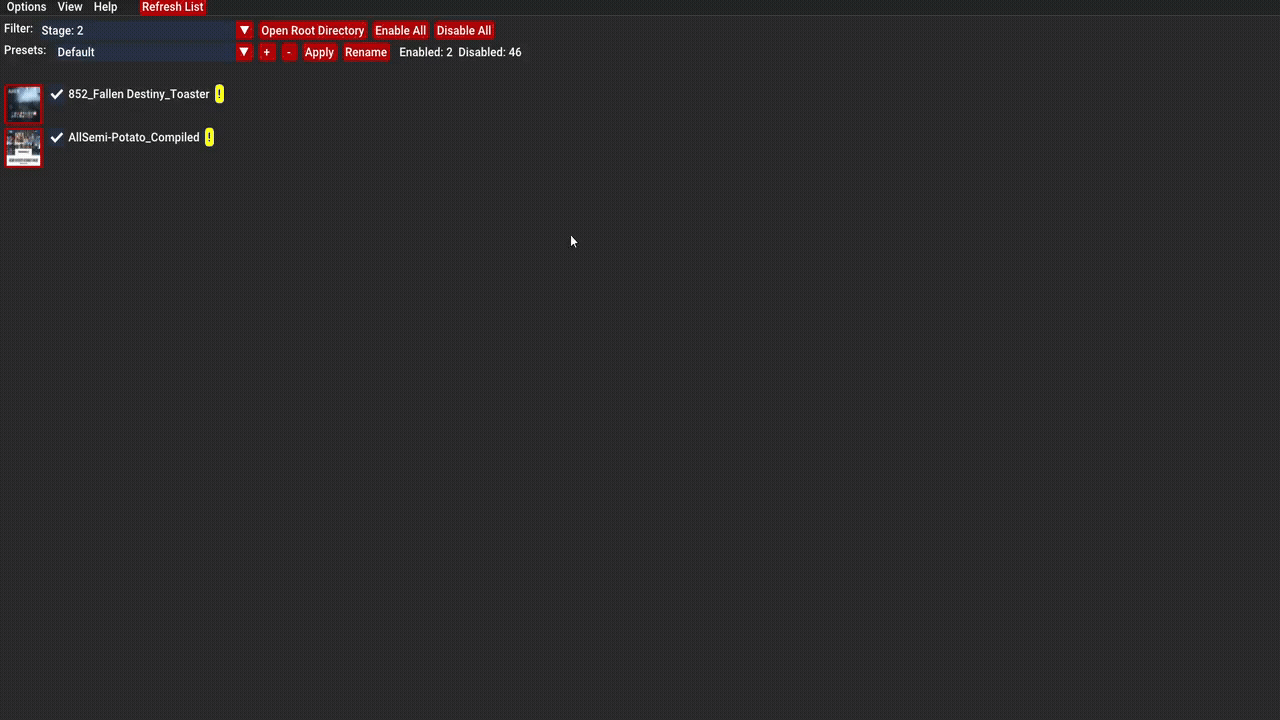 Options View Help Refresh List
Filter: Stage: 2 Open Root Directory Enable All Disable All
Presets: Default + - Apply Rename Enabled: 2 Disabled: 46
852_Fallen Destiny_Toaster !
AllSemi-Potato_Compiled !